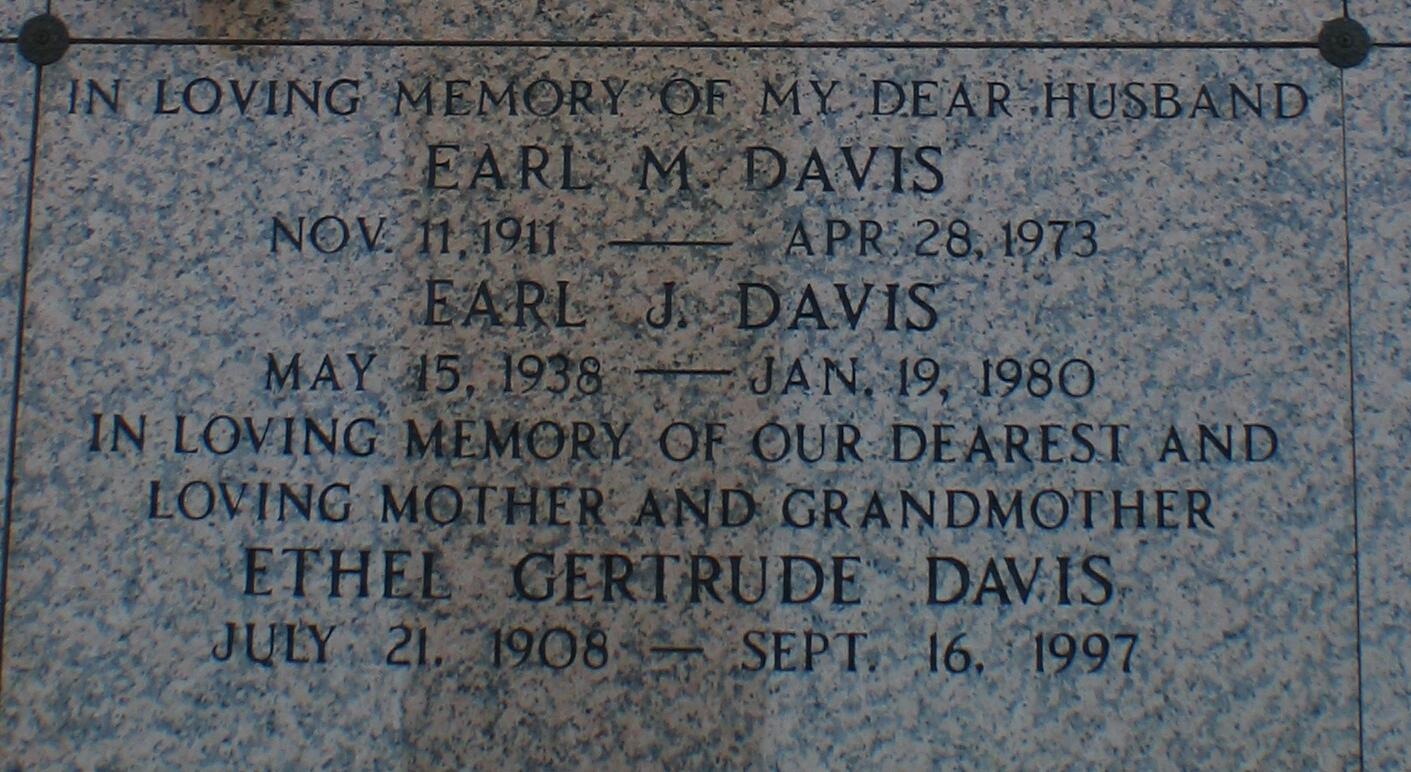 IN LOVING MEMORY OF MY DEAR HUSBAND
EARL M. DAVIS
NOV. 11, 1911 — APR. 28, 1973
EARL J. DAVIS
MAY 15, 1938 — JAN. 19, 1980
IN LOVING MEMORY OF OUR DEAREST AND
LOVING MOTHER AND GRANDMOTHER
ETHEL GERTRUDE DAVIS
JULY 21, 1908 — SEPT. 16, 1997